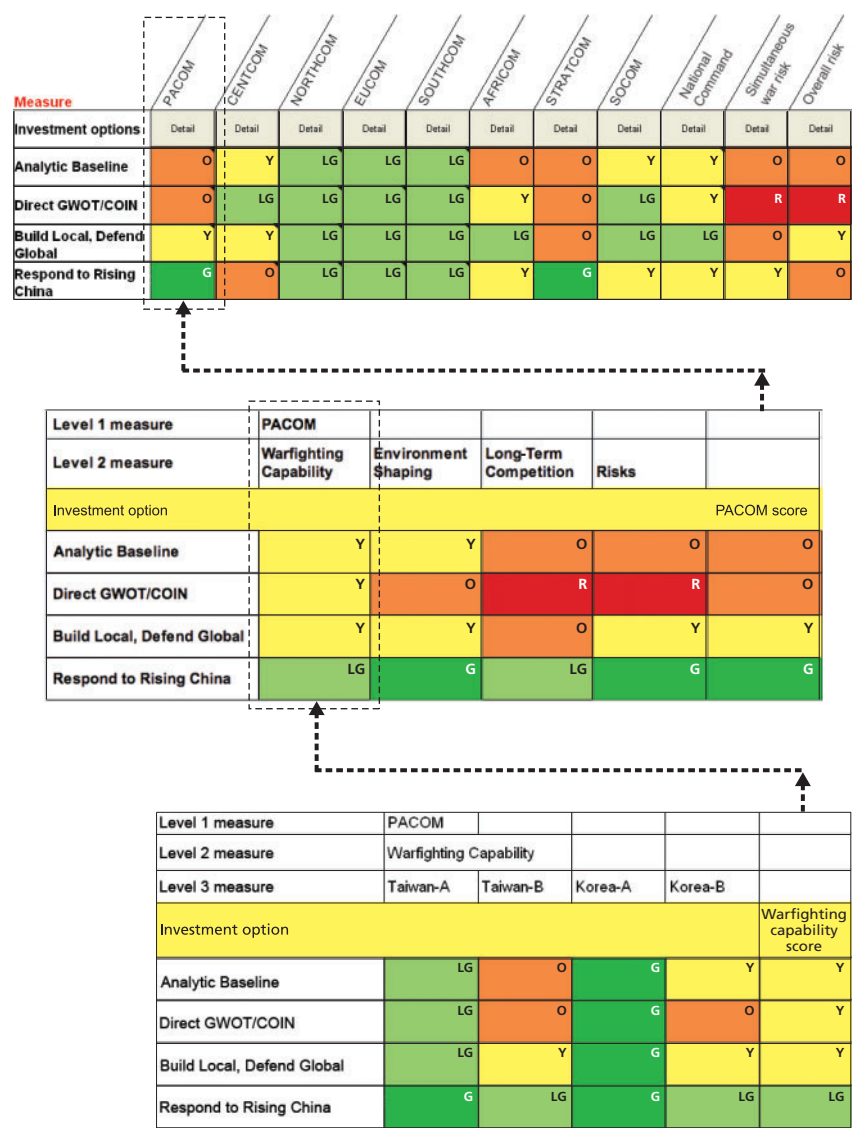 PACOM
CENTCOM
NORTHCOM
EUCOM
SOUTHCOM
AFRICOM
STRATCOM
SOCOM
National
Command
Simultaneous
war risk
Overall risk
Measure
Investment options Detail Detail Detail Detail Detail Detail Detail Detail Detail Detail Detail
Analytic Baseline O Y LG LG LG O O Y Y O O
Direct GWOT/COIN O LG LG LG LG Y O LG Y R R
Build Local, Defend
Global Y Y LG LG LG LG O LG LG O Y
Respond to Rising
China G O LG LG LG Y G Y Y Y O
Level 1 measure PACOM
Level 2 measure Warfighting
Capability Environment
Shaping Long-Term
Competition Risks
Investment option PACOM score
Analytic Baseline Y Y O O O
Direct GWOT/COIN Y O R R O
Build Local, Defend Global Y Y O Y Y
Respond to Rising China LG G LG G G
Level 1 measure PACOM
Level 2 measure Warfighting Capability
Level 3 measure Taiwan-A Taiwan-B Korea-A Korea-B
Investment option Warfighting
capability
score
Analytic Baseline LG O G Y Y
Direct GWOT/COIN LG O G O Y
Build Local, Defend Global LG Y G Y Y
Respond to Rising China G LG G LG LG